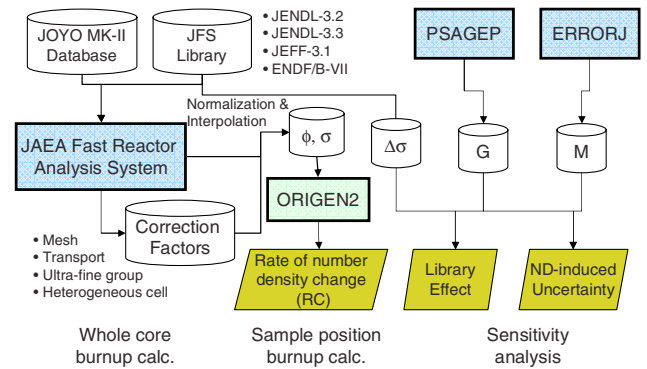 JOYO MK-II
Database
JFS
Library
• JENDL-3.2
• JENDL-3.3
• JEFF-3.1
• ENDF/B-VII
PSAGEP
ERRORJ
Normalization &
Interpolation
JAEA Fast Reactor
Analysis System
ϕ, σ
Δσ
G
M
ORIGEN2
Correction
Factors
• Mesh
• Transport
• Ultra-fine group
• Heterogeneous cell
Rate of number
density change
(RC)
Library
Effect
ND-induced
Uncertainty
Whole core
burnup calc.
Sample position
burnup calc.
Sensitivity
analysis